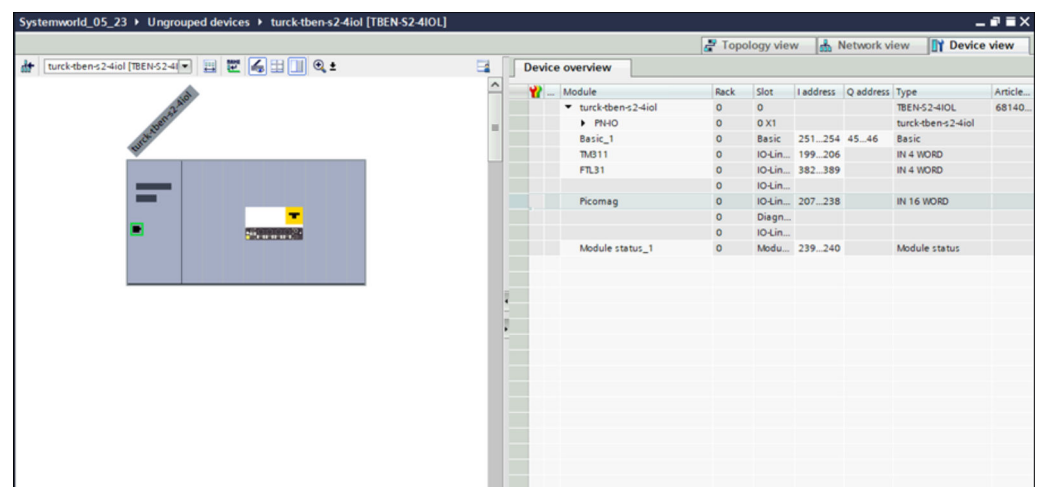 Systemworld_05_23 ▸ Ungrouped devices ▸ turck-tben-s2-4iol [TBEN-S2-4IOL]
Topology view Network view Device view
turck-tben-s2-4iol [TBEN-S2-4I
Device overview
... Module Rack Slot I address Q address Type Article...
turck-tben-s2-4iol 0 0 TBEN-S2-4IOL 68140...
PN-IO 0 0 X1 turck-tben-s2-4iol
Basic_1 0 Basic 251...254 45...46 Basic
TM311 0 IO-Lin... 199...206 IN 4 WORD
FTL31 0 IO-Lin... 382...389 IN 4 WORD
0 IO-Lin...
Picomag 0 IO-Lin... 207...238 IN 16 WORD
0 Diagn...
0 IO-Lin...
Module status_1 0 Modu... 239...240 Module status
turck-tben-s2-4iol